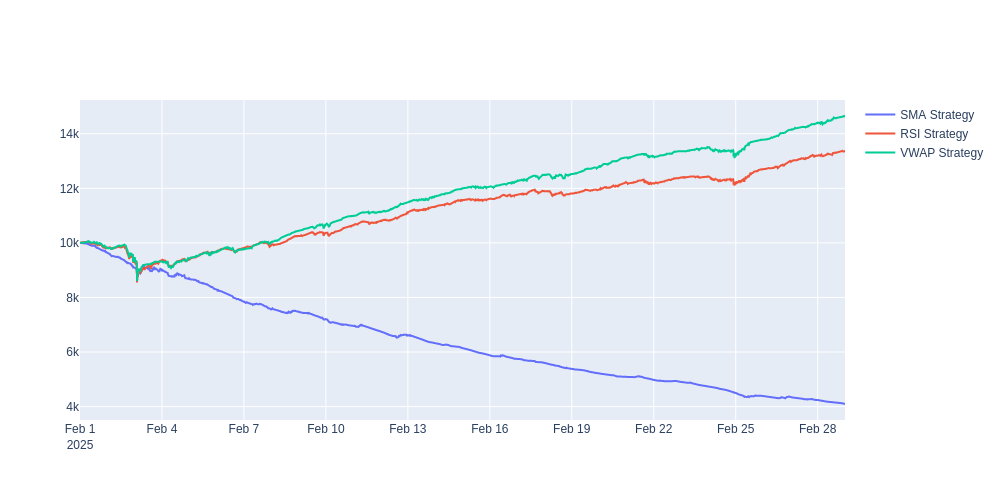 14k
12k
10k
8k
6k
4k
Feb 1
2025
Feb 4
Feb 7
Feb 10
Feb 13
Feb 16
Feb 19
Feb 22
Feb 25
Feb 28
SMA Strategy
RSI Strategy
VWAP Strategy